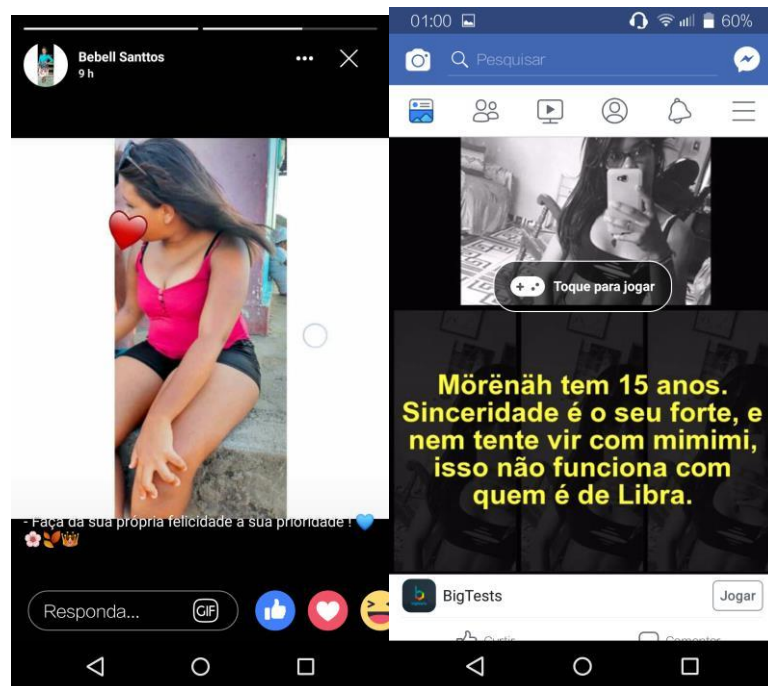 Bebell Santtos
9 h
- Faça da sua própria felicidade a sua prioridade !
Responda...
GIF
01:00
60%
Pesquisar
Toque para jogar
Mörënäh tem 15 anos.
Sinceridade é o seu forte, e
nem tente vir com mimimi,
isso não funciona com
quem é de Libra.
BigTests
Jogar
Curtir
Comentar